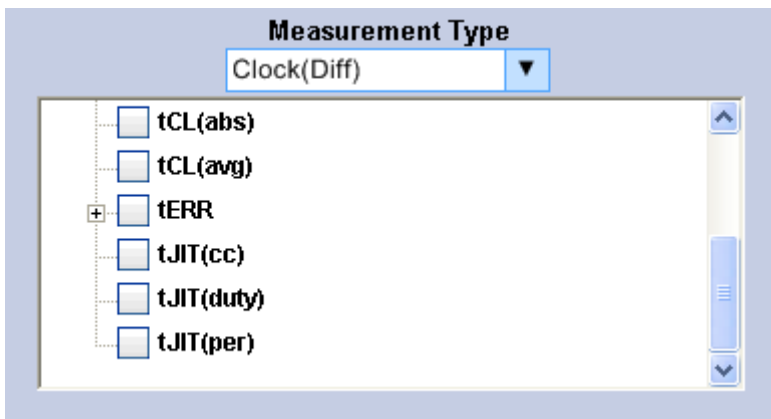 Measurement Type
Clock(Diff)
tCL(abs)
tCL(avg)
tERR
tJIT(cc)
tJIT(duty)
tJIT(per)